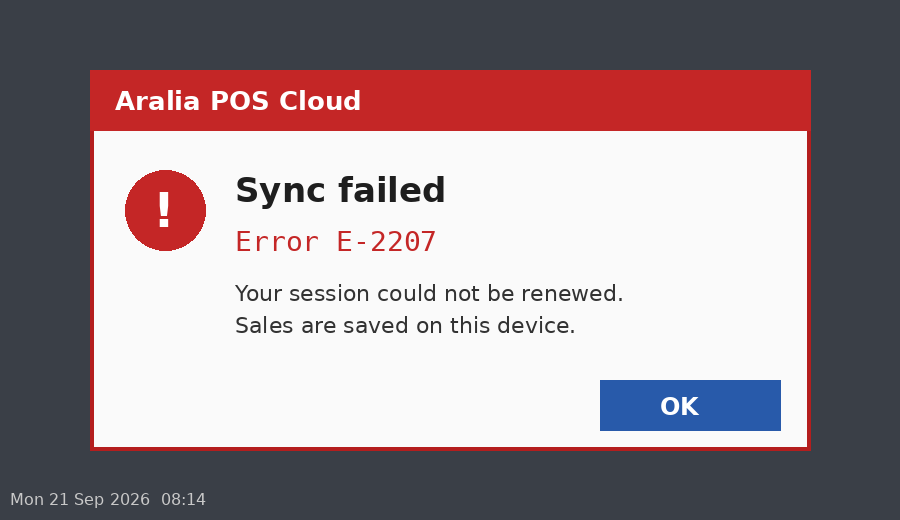 Aralia POS Cloud
!
Sync failed
Error E-2207
Your session could not be renewed.
Sales are saved on this device.
OK
Mon 21 Sep 2026  08:14